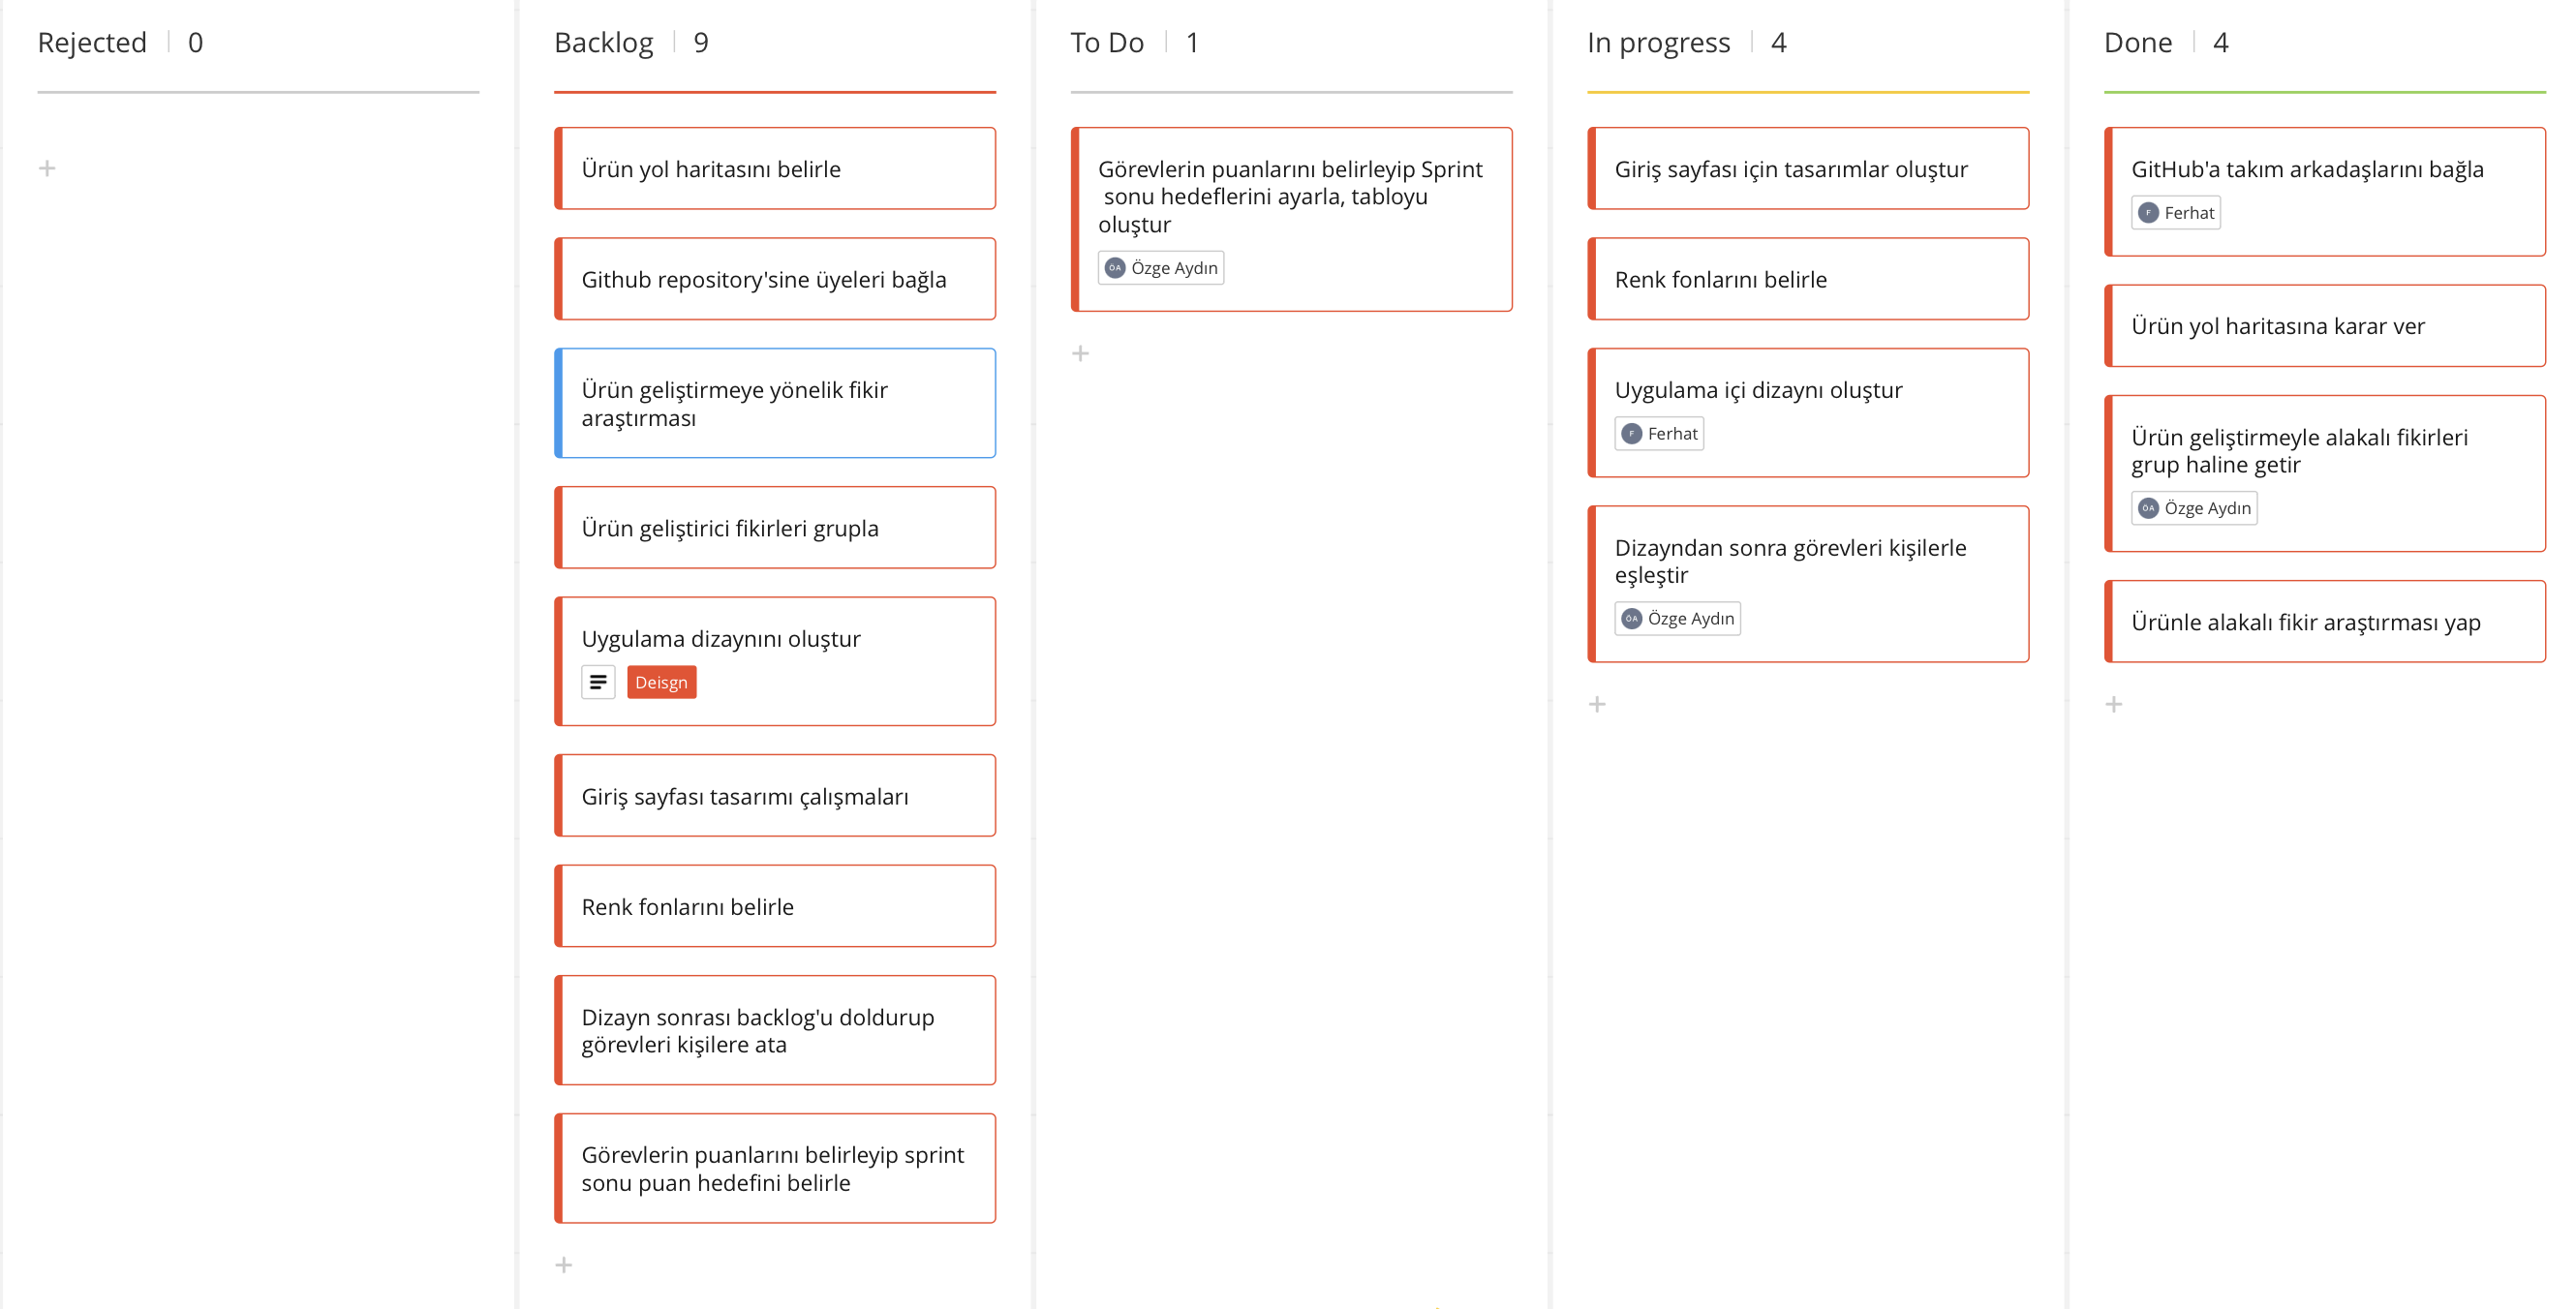 Rejected 0
Backlog 9
Ürün yol haritasını belirle
Github repository'sine üyeleri bağla
Ürün geliştirmeye yönelik fikir
araştırması
Ürün geliştirici fikirleri grupla
Uygulama dizaynını oluştur
Deisgn
Giriş sayfası tasarımı çalışmaları
Renk fonlarını belirle
Dizayn sonrası backlog'u doldurup
görevleri kişilere ata
Görevlerin puanlarını belirleyip sprint
sonu puan hedefini belirle
To Do 1
Görevlerin puanlarını belirleyip Sprint
sonu hedeflerini ayarla, tabloyu
oluştur
ÖA Özge Aydın
In progress 4
Giriş sayfası için tasarımlar oluştur
Renk fonlarını belirle
Uygulama içi dizaynı oluştur
F Ferhat
Dizayndan sonra görevleri kişilerle
eşleştir
ÖA Özge Aydın
Done 4
GitHub'a takım arkadaşlarını bağla
F Ferhat
Ürün yol haritasına karar ver
Ürün geliştirmeyle alakalı fikirleri
grup haline getir
ÖA Özge Aydın
Ürünle alakalı fikir araştırması yap